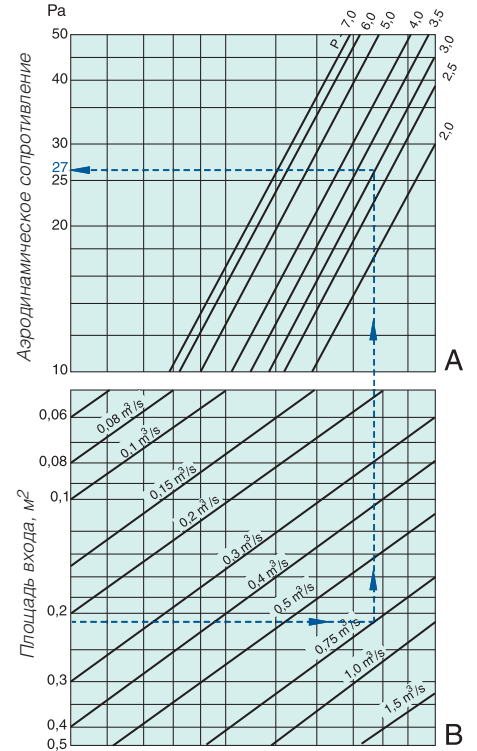 Pa
P
7,0
6,0
5,0
4,0
3,5
3,0
2,5
2,0
50
40
30
27
25
20
10
Аэродинамическое сопротивление
A
0,06
0,08
0,1
0,2
0,3
0,4
0,5
Площадь входа, м²
0,08 m³/s
0,1 m³/s
0,15 m³/s
0,2 m³/s
0,3 m³/s
0,4 m³/s
0,5 m³/s
0,75 m³/s
1,0 m³/s
1,5 m³/s
B